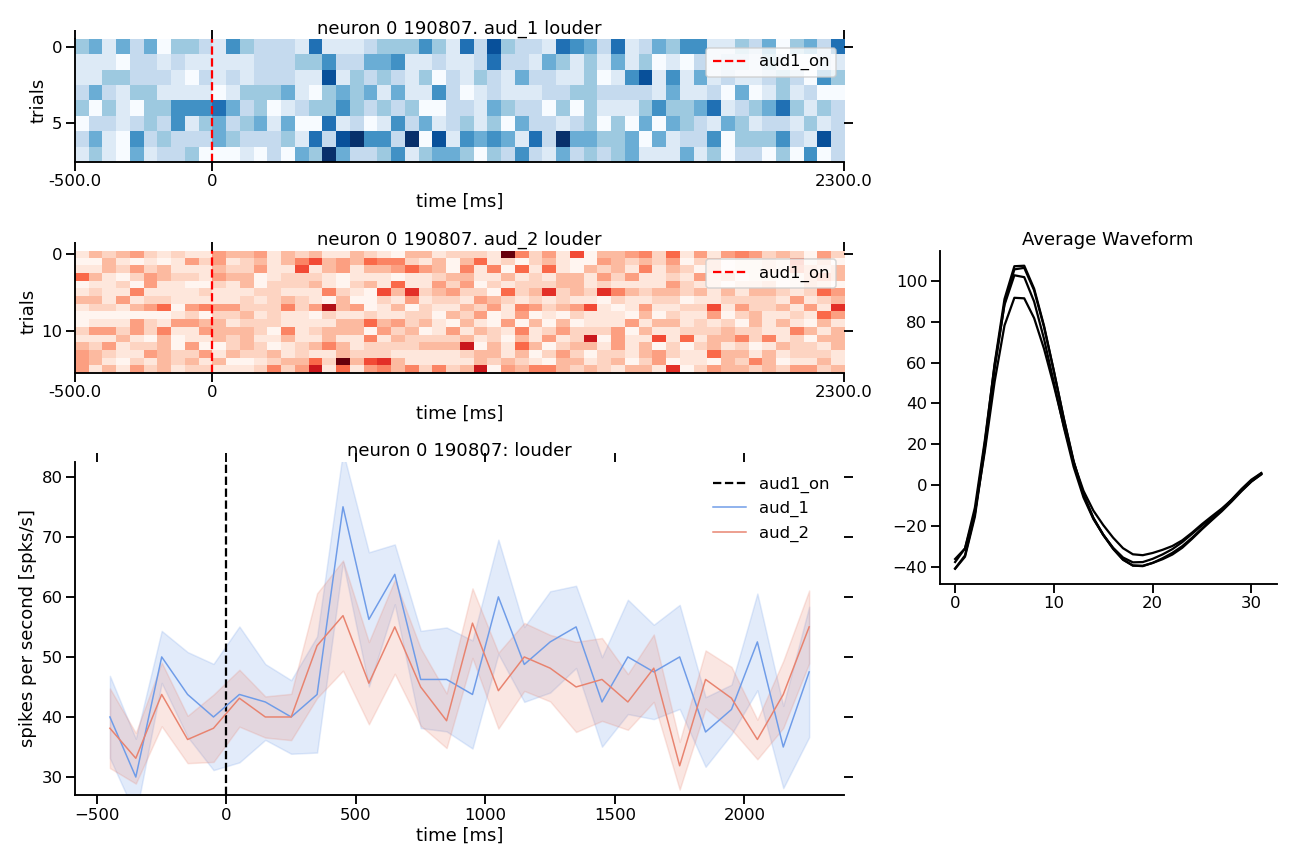 neuron 0 190807. aud_1 louder
aud1_on
trials
0
5
-500.0
0
2300.0
time [ms]
neuron 0 190807. aud_2 louder
aud1_on
trials
0
10
-500.0
0
2300.0
time [ms]
neuron 0 190807: louder
aud1_on
aud_1
aud_2
spikes per second [spks/s]
80
70
60
50
40
30
−500
0
500
1000
1500
2000
time [ms]
Average Waveform
100
80
60
40
20
0
−20
−40
0
10
20
30